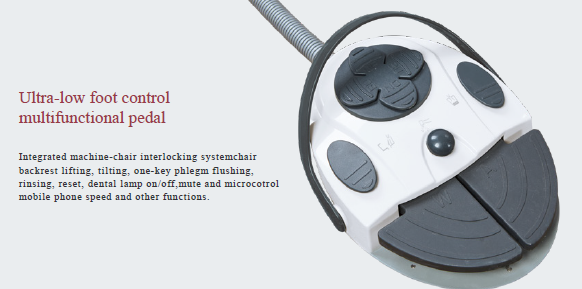 Ultra-low foot control
multifunctional pedal
Integrated machine-chair interlocking systemchair
backrest lifting, tilting, one-key phlegm flushing,
rinsing, reset, dental lamp on/off,mute and microcotrol
mobile phone speed and other functions.